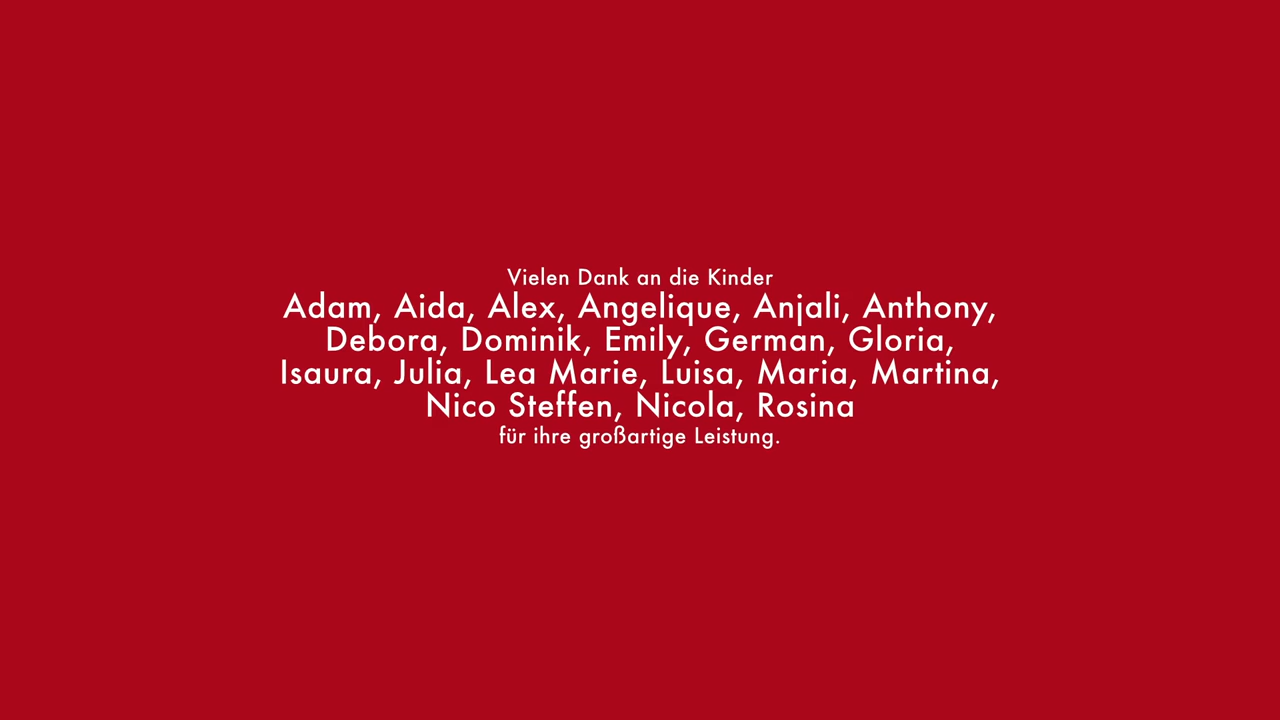 Vielen Dank an die Kinder
Adam, Aida, Alex, Angelique, Anjali, Anthony,
Debora, Dominik, Emily, German, Gloria,
Isaura, Julia, Lea Marie, Luisa, Maria, Martina,
Nico Steffen, Nicola, Rosina
für ihre großartige Leistung.